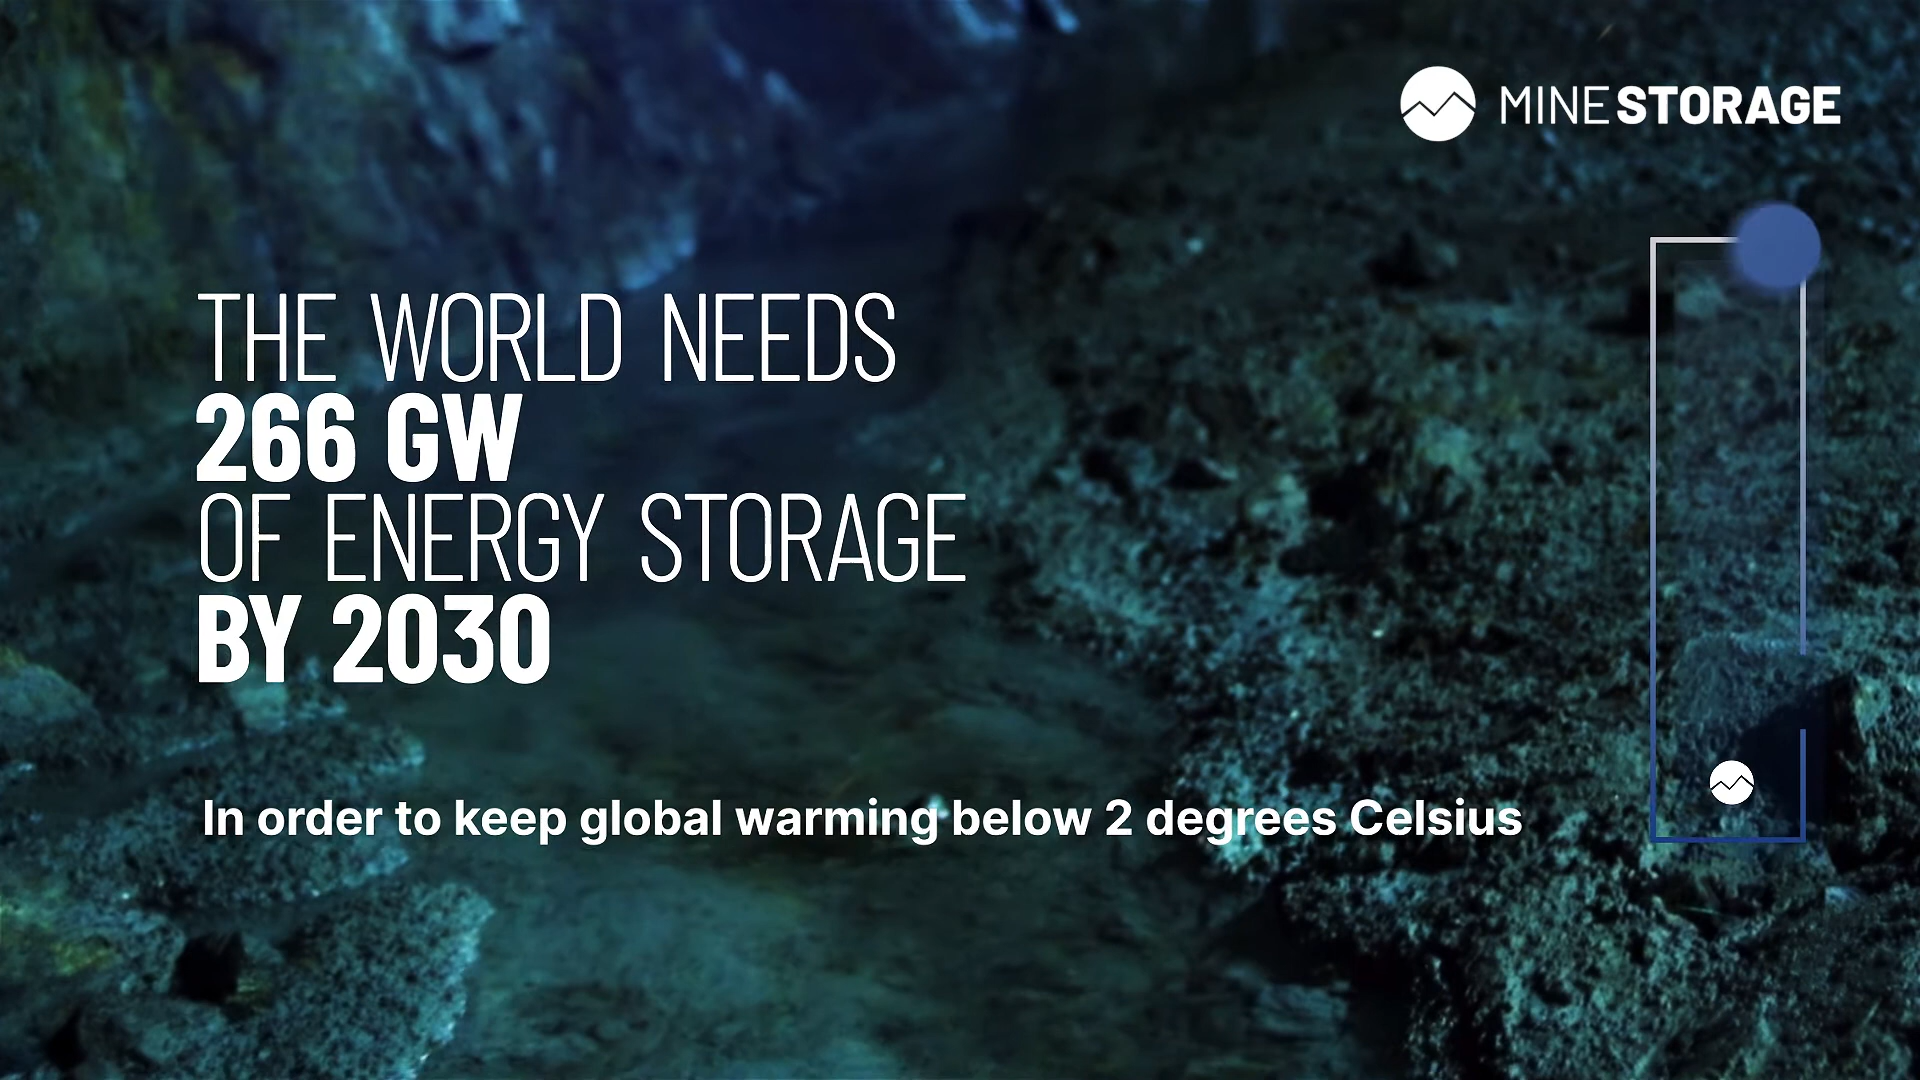 MINESTORAGE
THE WORLD NEEDS
266 GW
OF ENERGY STORAGE
BY 2030
In order to keep global warming below 2 degrees Celsius